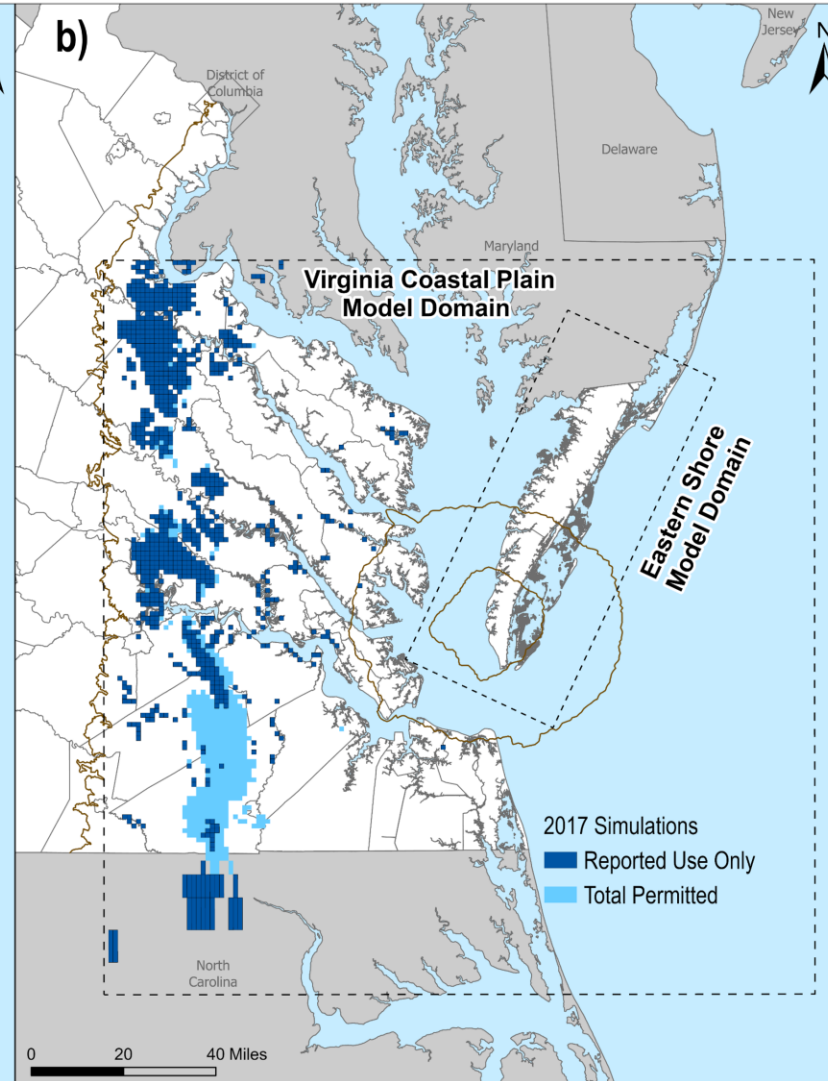 b)
New
Jersey
N
District of
Columbia
Delaware
Maryland
Virginia Coastal Plain
Model Domain
Eastern Shore
Model Domain
2017 Simulations
Reported Use Only
Total Permitted
North
Carolina
0 20 40 Miles